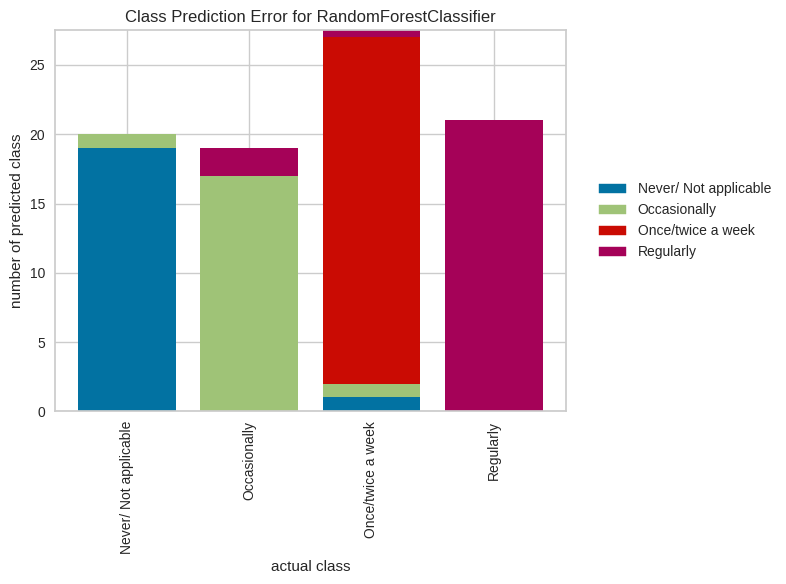 Class Prediction Error for RandomForestClassifier
number of predicted class
25
20
15
10
5
0
Never/ Not applicable
Occasionally
Once/twice a week
Regularly
actual class
Never/ Not applicable
Occasionally
Once/twice a week
Regularly